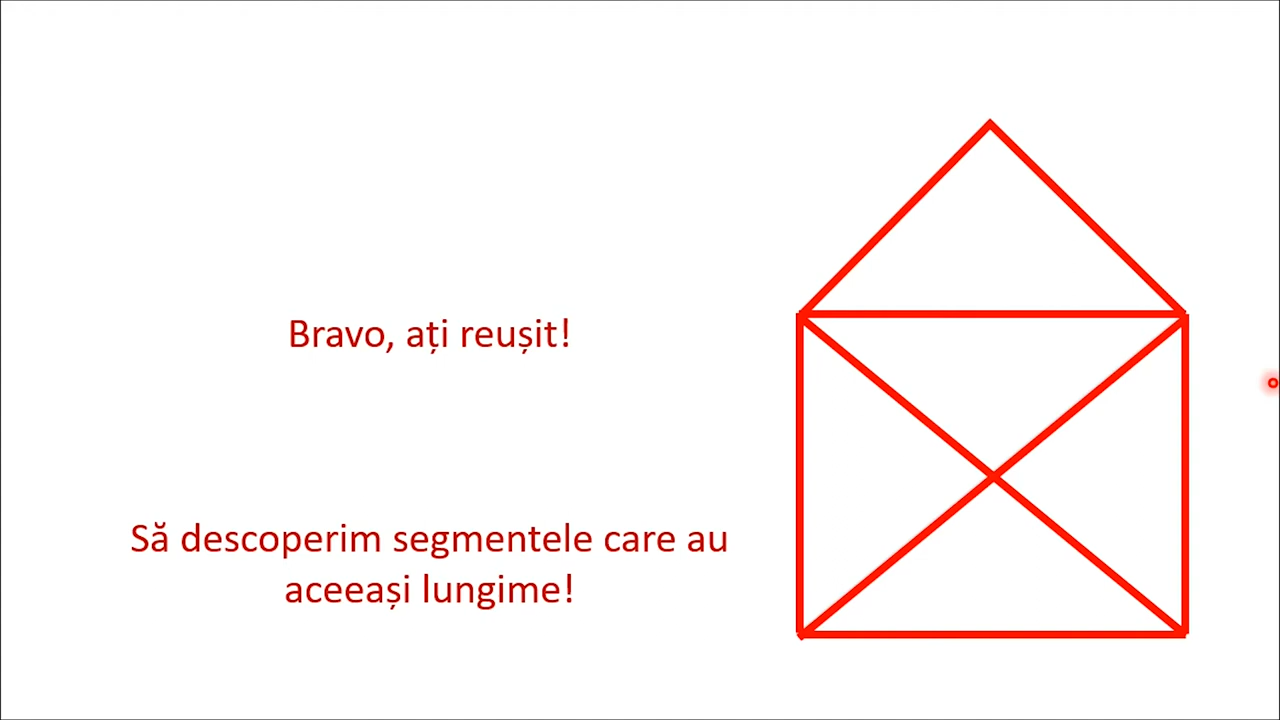 Bravo, ați reușit!
Să descoperim segmentele care au
aceeași lungime!